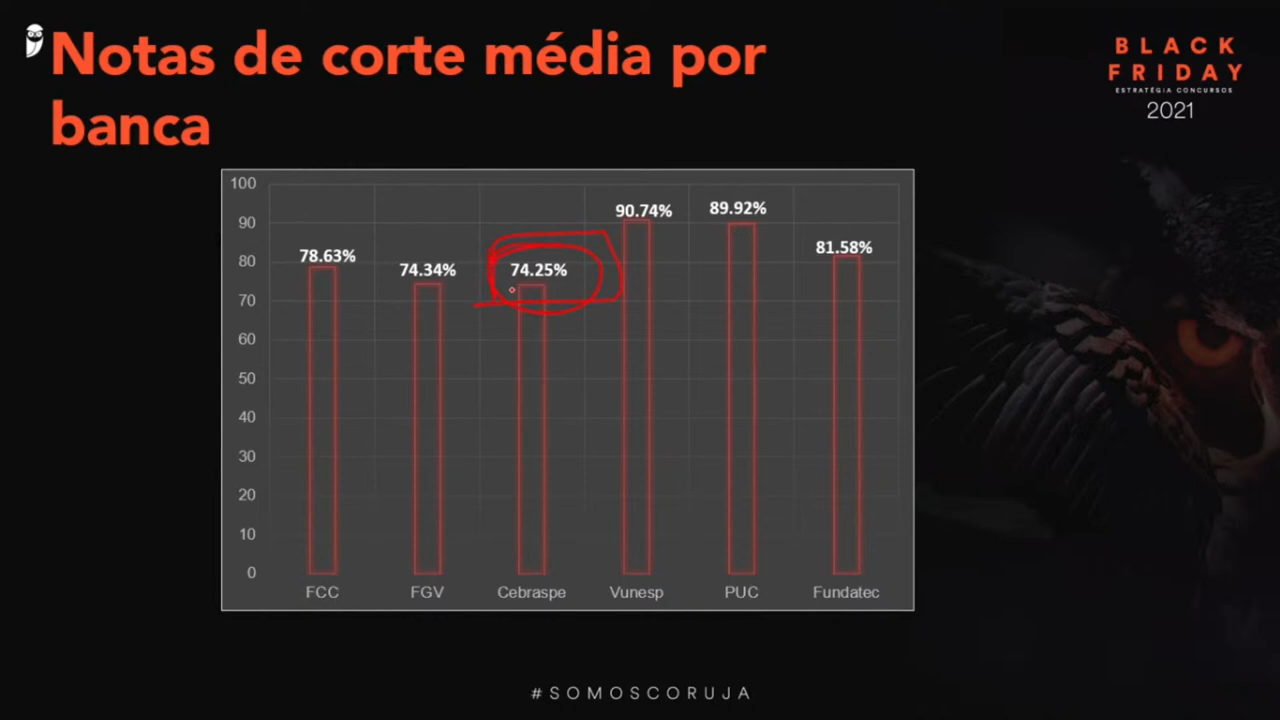 Notas de corte média por
banca
BLACK
FRIDAY
ESTRATÉGIA CONCURSOS
2021
100
90
80
70
60
50
40
30
20
10
0
78.63%
74.34%
74.25%
90.74%
89.92%
81.58%
FCC
FGV
Cebraspe
Vunesp
PUC
Fundatec
#SOMOSCORUJA